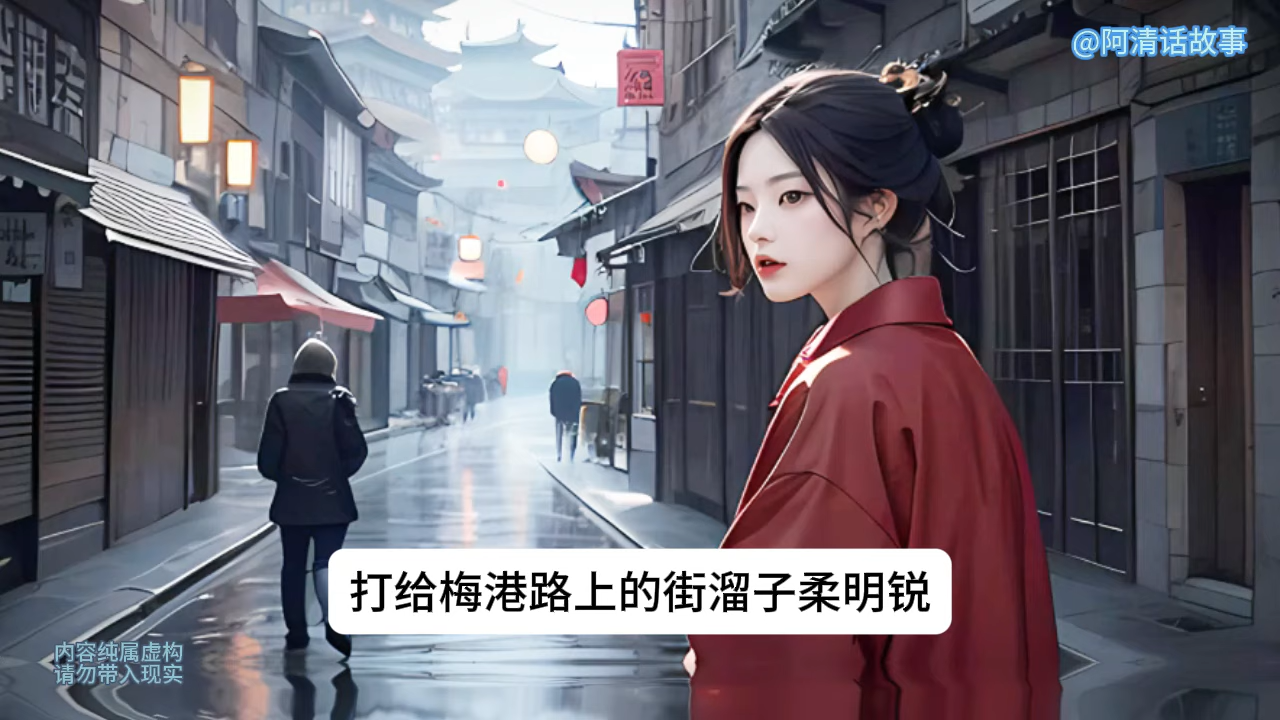 @阿清话故事
打给梅港路上的街溜子柔明锐
内容纯属虚构
请勿带入现实